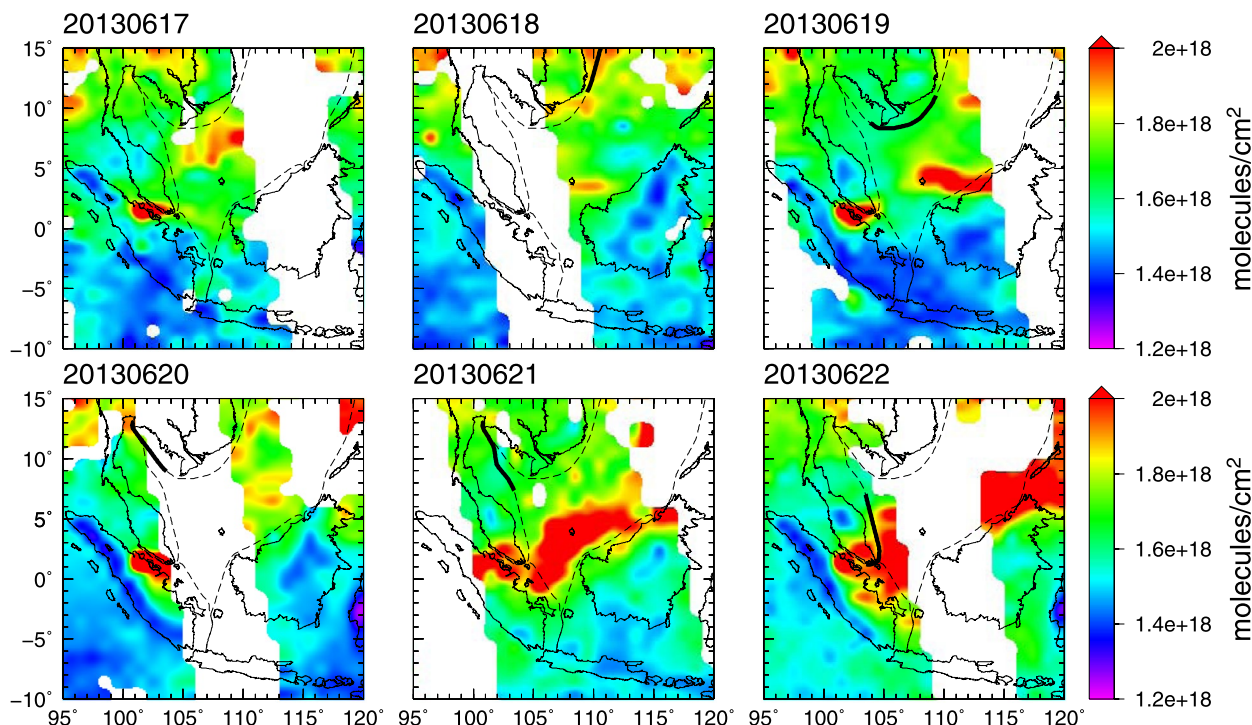 20130617 20130618 20130619
15˚ 2e+18
10˚ 1.8e+18
5˚ 1.6e+18
0˚
−5˚ 1.4e+18
−10˚ 1.2e+18
molecules/cm2
20130620 20130621 20130622
15˚ 2e+18
10˚ 1.8e+18
5˚ 1.6e+18
0˚
−5˚ 1.4e+18
−10˚ 1.2e+18
molecules/cm2
95˚ 100˚ 105˚ 110˚ 115˚ 120˚ 95˚ 100˚ 105˚ 110˚ 115˚ 120˚ 95˚ 100˚ 105˚ 110˚ 115˚ 120˚